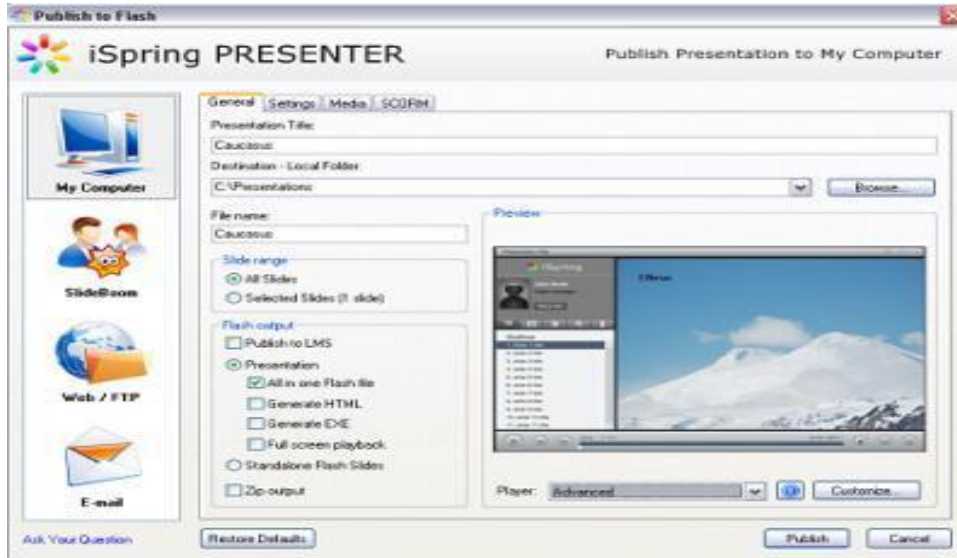 Publish to Flash
iSpring PRESENTER
Publish Presentation to My Computer
General Settings Media SCORM
Presentation Title:
Caucasus
Destination - Local Folder
C:\Presentations
Browse...
My Computer
File name:
Caucasus
Preview
Slide range
All Slides
Selected Slides (1 slide)
iSpring
Elbrus
SlideBoom
Flash output
Publish to LMS
Presentation
All in one Flash file
Generate HTML
Generate EXE
Full screen playback
Standalone Flash Slides
Zip output
Web / FTP
E-mail
Player: Advanced
Customize...
Ask Your Question
Restore Defaults
Publish
Cancel